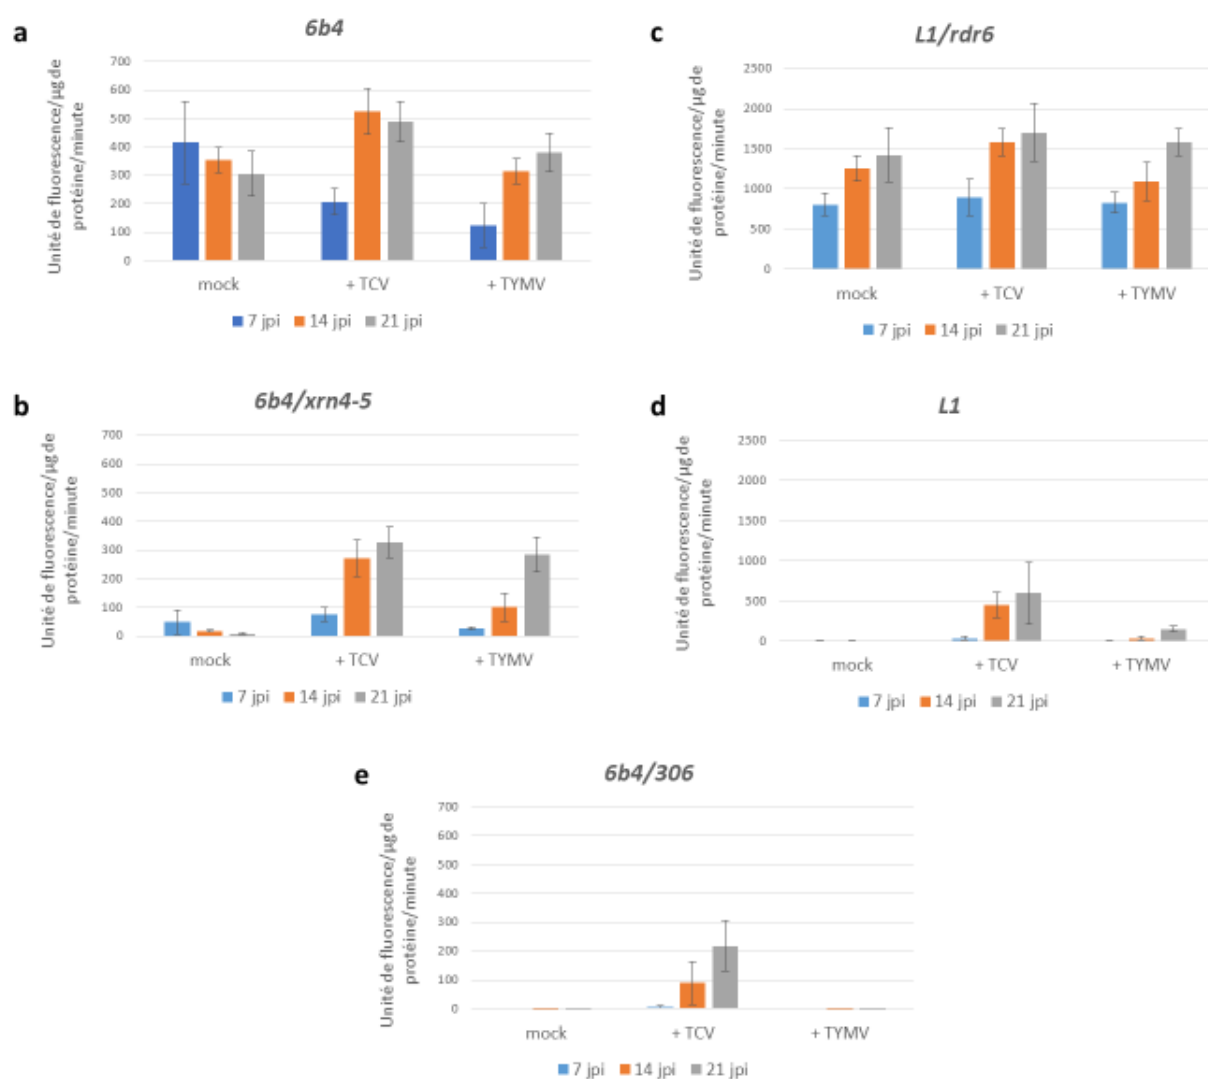 a
6b4
Unité de fluorescence/µg de
protéine/minute
700
600
500
400
300
200
100
0
mock
+ TCV
+ TYMV
7 jpi
14 jpi
21 jpi
c
L1/rdr6
Unité de fluorescence/µg de
protéine/minute
2500
2000
1500
1000
500
0
mock
+ TCV
+ TYMV
7 jpi
14 jpi
21 jpi
b
6b4/xrn4-5
Unité de fluorescence/µg de
protéine/minute
700
600
500
400
300
200
100
0
mock
+ TCV
+ TYMV
7 jpi
14 jpi
21 jpi
d
L1
Unité de fluorescence/µg de
protéine/minute
2500
2000
1500
1000
500
0
mock
+ TCV
+ TYMV
7 jpi
14 jpi
21 jpi
e
6b4/306
Unité de fluorescence/µg de
protéine/minute
700
600
500
400
300
200
100
0
mock
+ TCV
+ TYMV
7 jpi
14 jpi
21 jpi